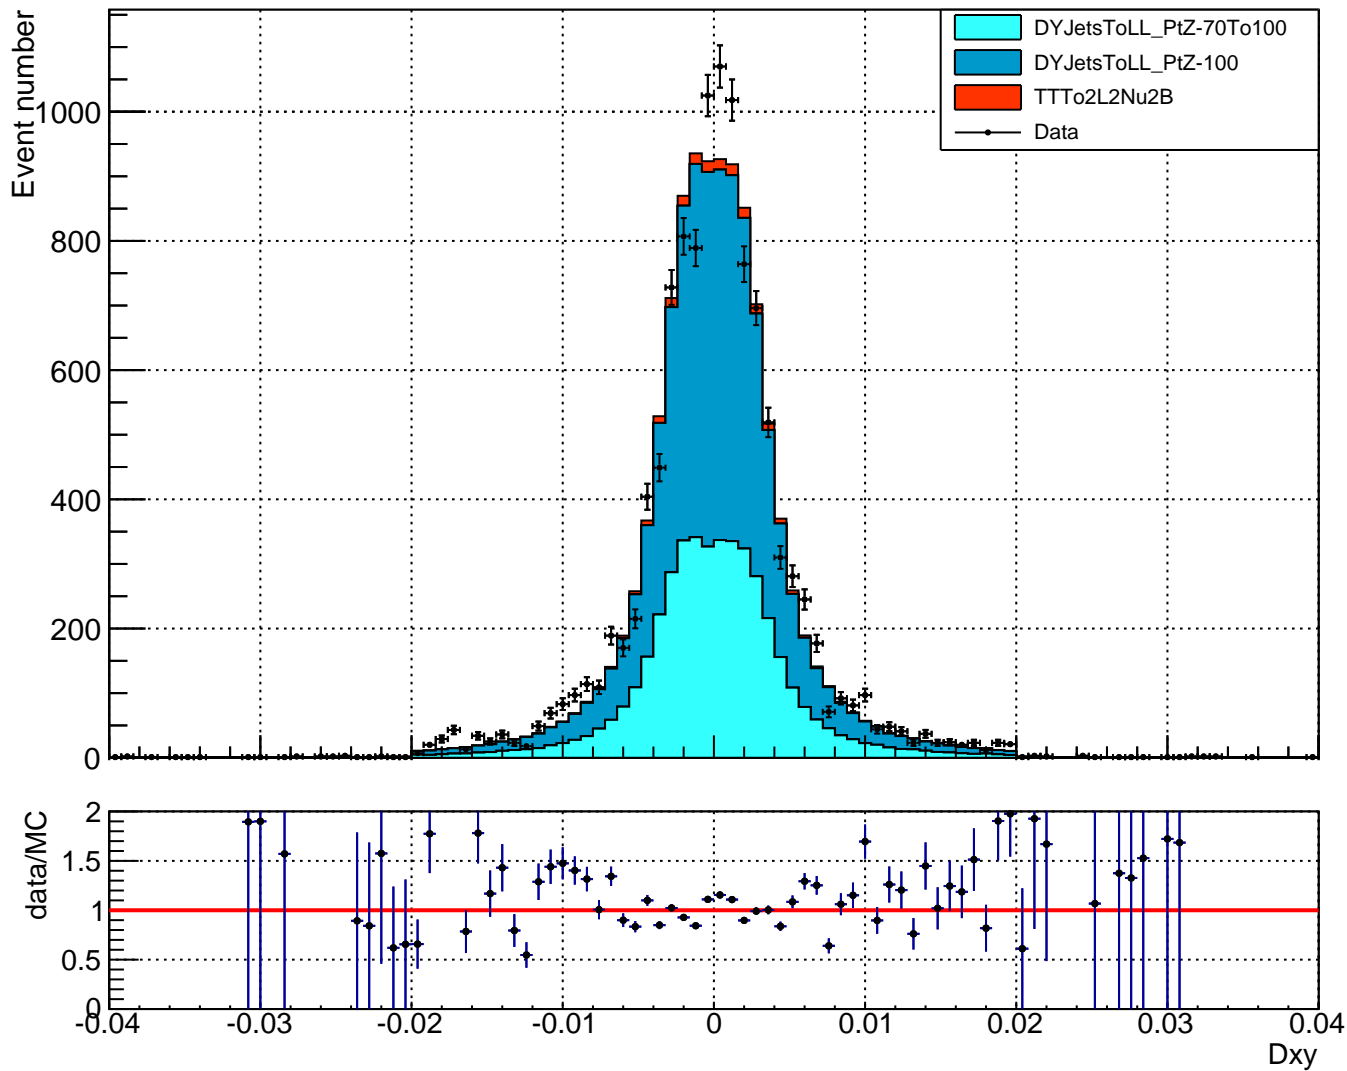 Event number
DYJetsToLL_PtZ-70To100
DYJetsToLL_PtZ-100
TTTo2L2Nu2B
Data
1000
800
600
400
200
0
data/MC
2
1.5
1
0.5
0
-0.04 -0.03 -0.02 -0.01 0 0.01 0.02 0.03 0.04
Dxy